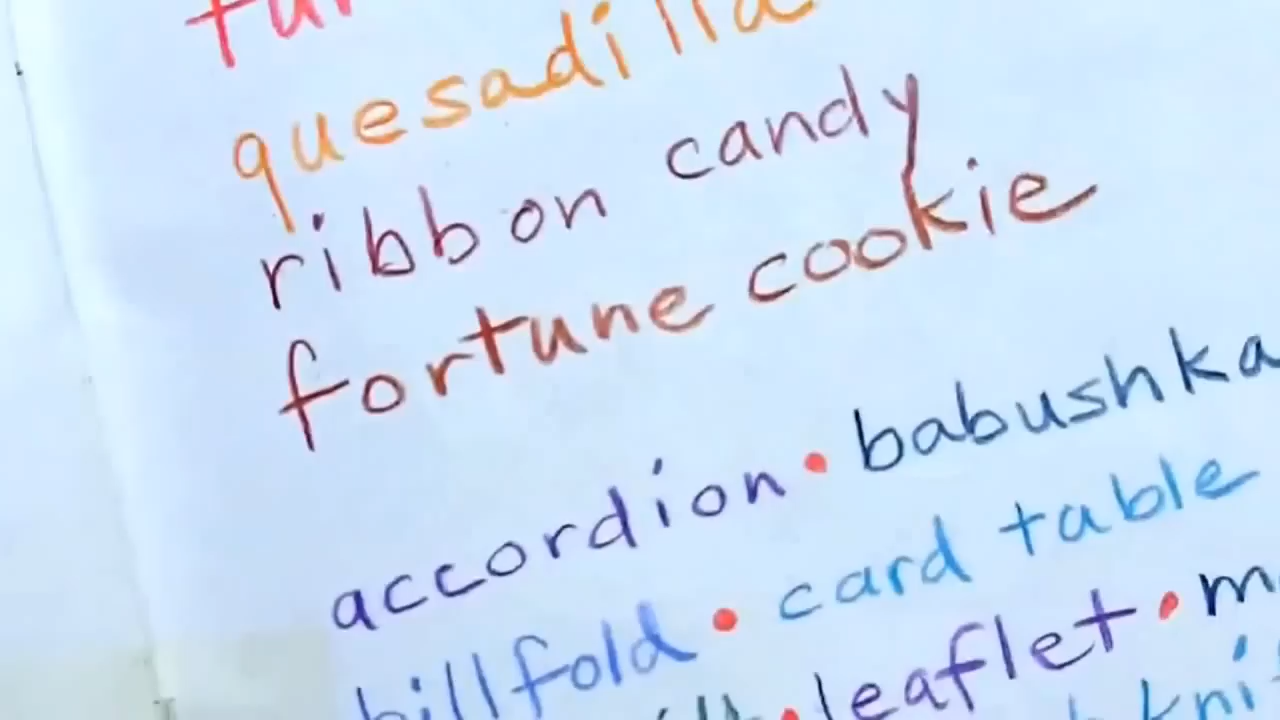 quesadilla
ribbon candy
fortune cookie
accordion • babushka
billfold • card table
• leaflet •